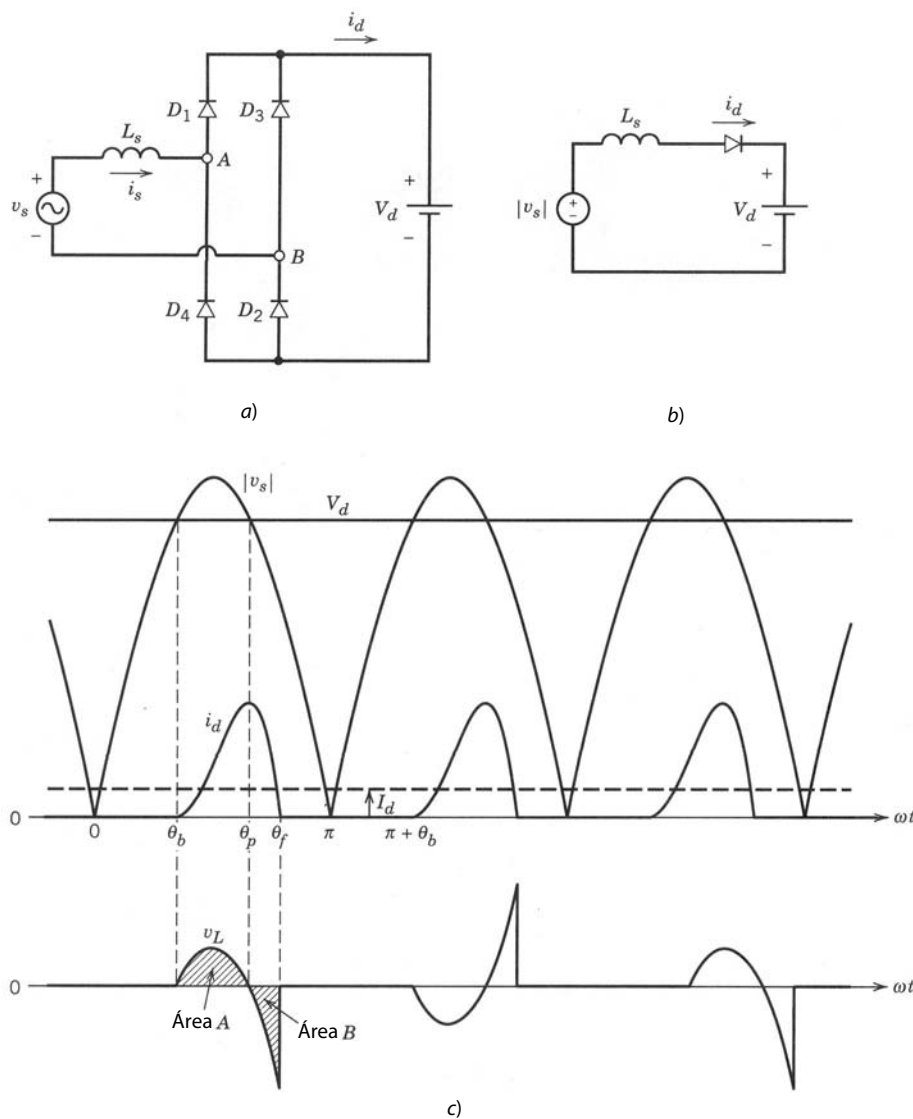 i_d
D_1
D_3
i_d
L_s
L_s
A
+
i_s
+
+
v_s
V_d
|v_s|
+
−
V_d
−
−
B
−
D_4
D_2
a)
b)
|v_s|
V_d
i_d
I_d
0
0
θ_b
θ_p
θ_f
π
π + θ_b
ωt
v_L
0
ωt
Área A
Área B
c)